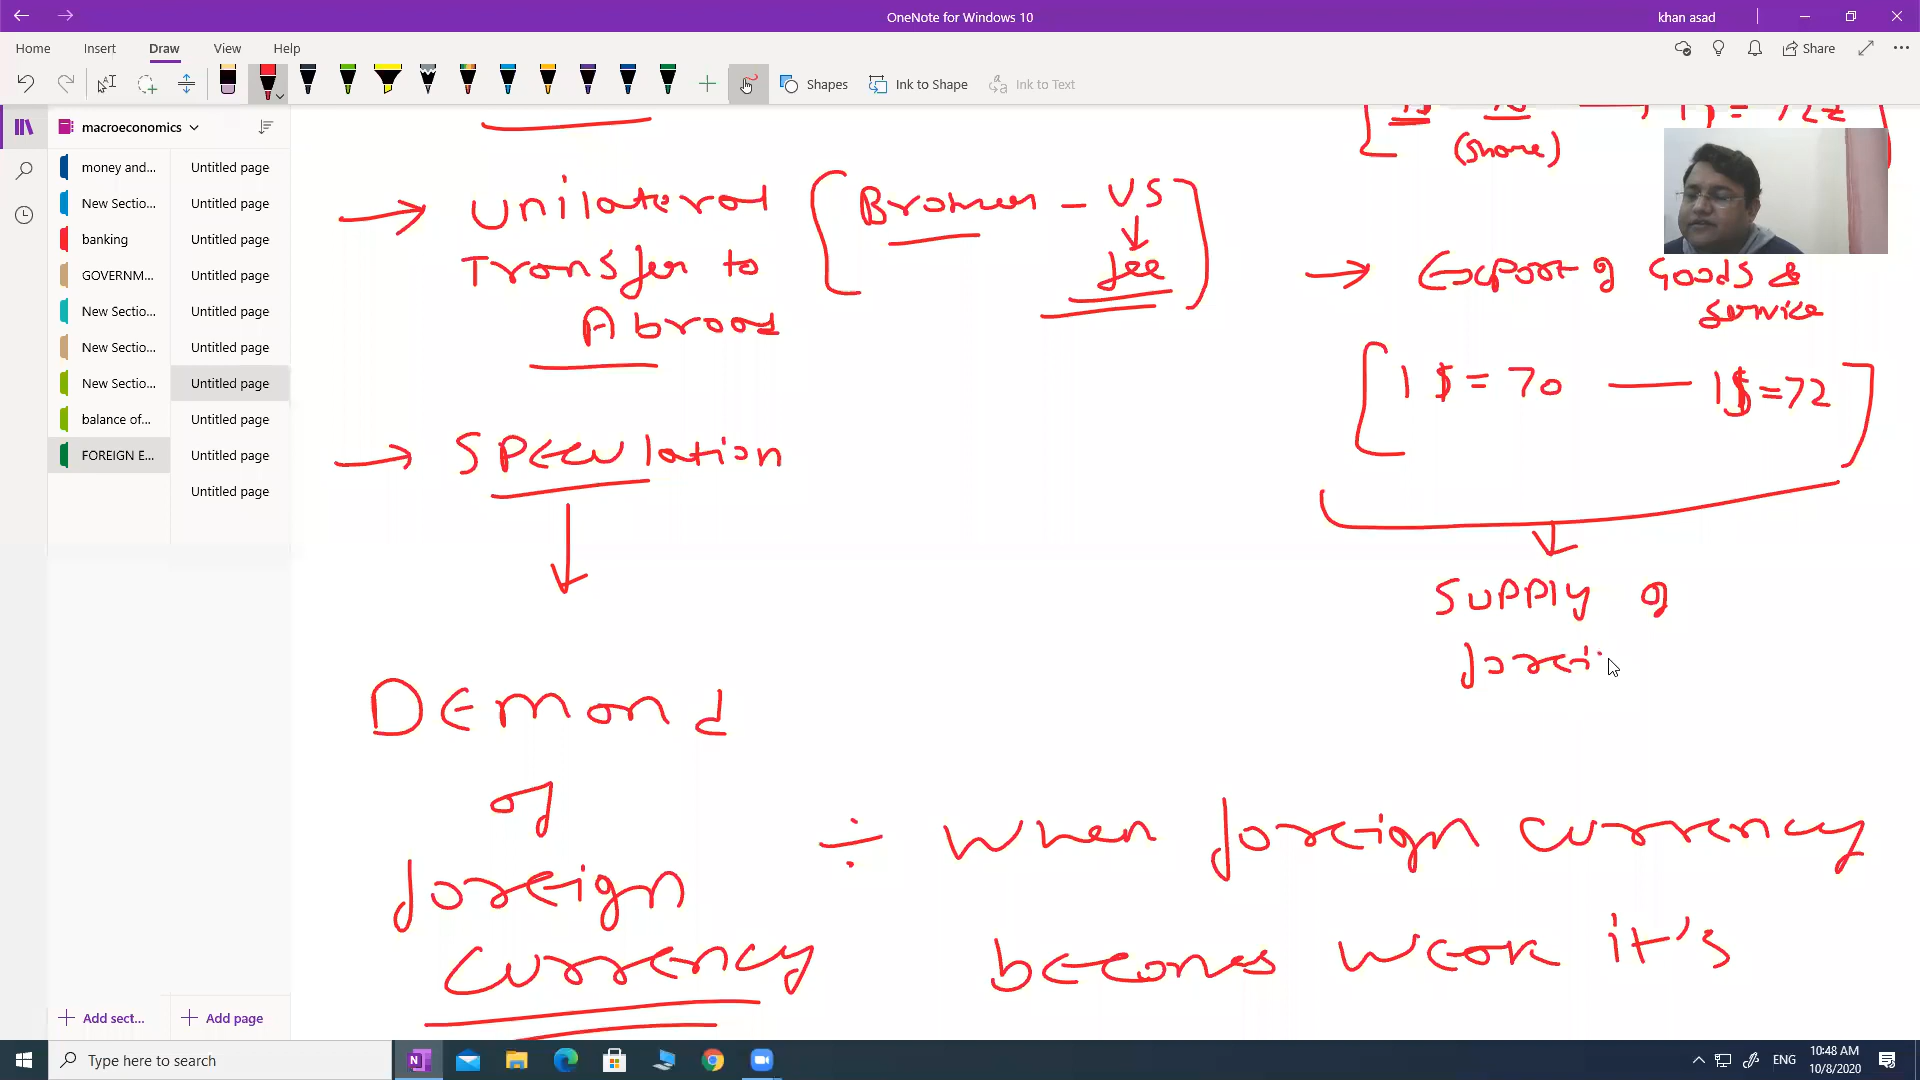 OneNote for Windows 10
khan asad
Home
Insert
Draw
View
Help
Share
Shapes
Ink to Shape
Ink to Text
macroeconomics
money and...
New Sectio...
banking
GOVERNM...
New Sectio...
New Sectio...
New Sectio...
balance of...
FOREIGN E...
Untitled page
Untitled page
Untitled page
Untitled page
Untitled page
Untitled page
Untitled page
Untitled page
Untitled page
Untitled page
Add sect...
Add page
→ Unilateral
Transfer to
Abroad
[Brother - US
↓
fee]
→ Speculation
↓
Demand
of
foreign
currency
÷ when foreign currency
becomes weak it's
1$ = 72
(share)
→ Export of Goods &
service
[1$ = 70 — 1$ = 72]
↓
Supply of
forei
Type here to search
ENG
10:48 AM
10/8/2020